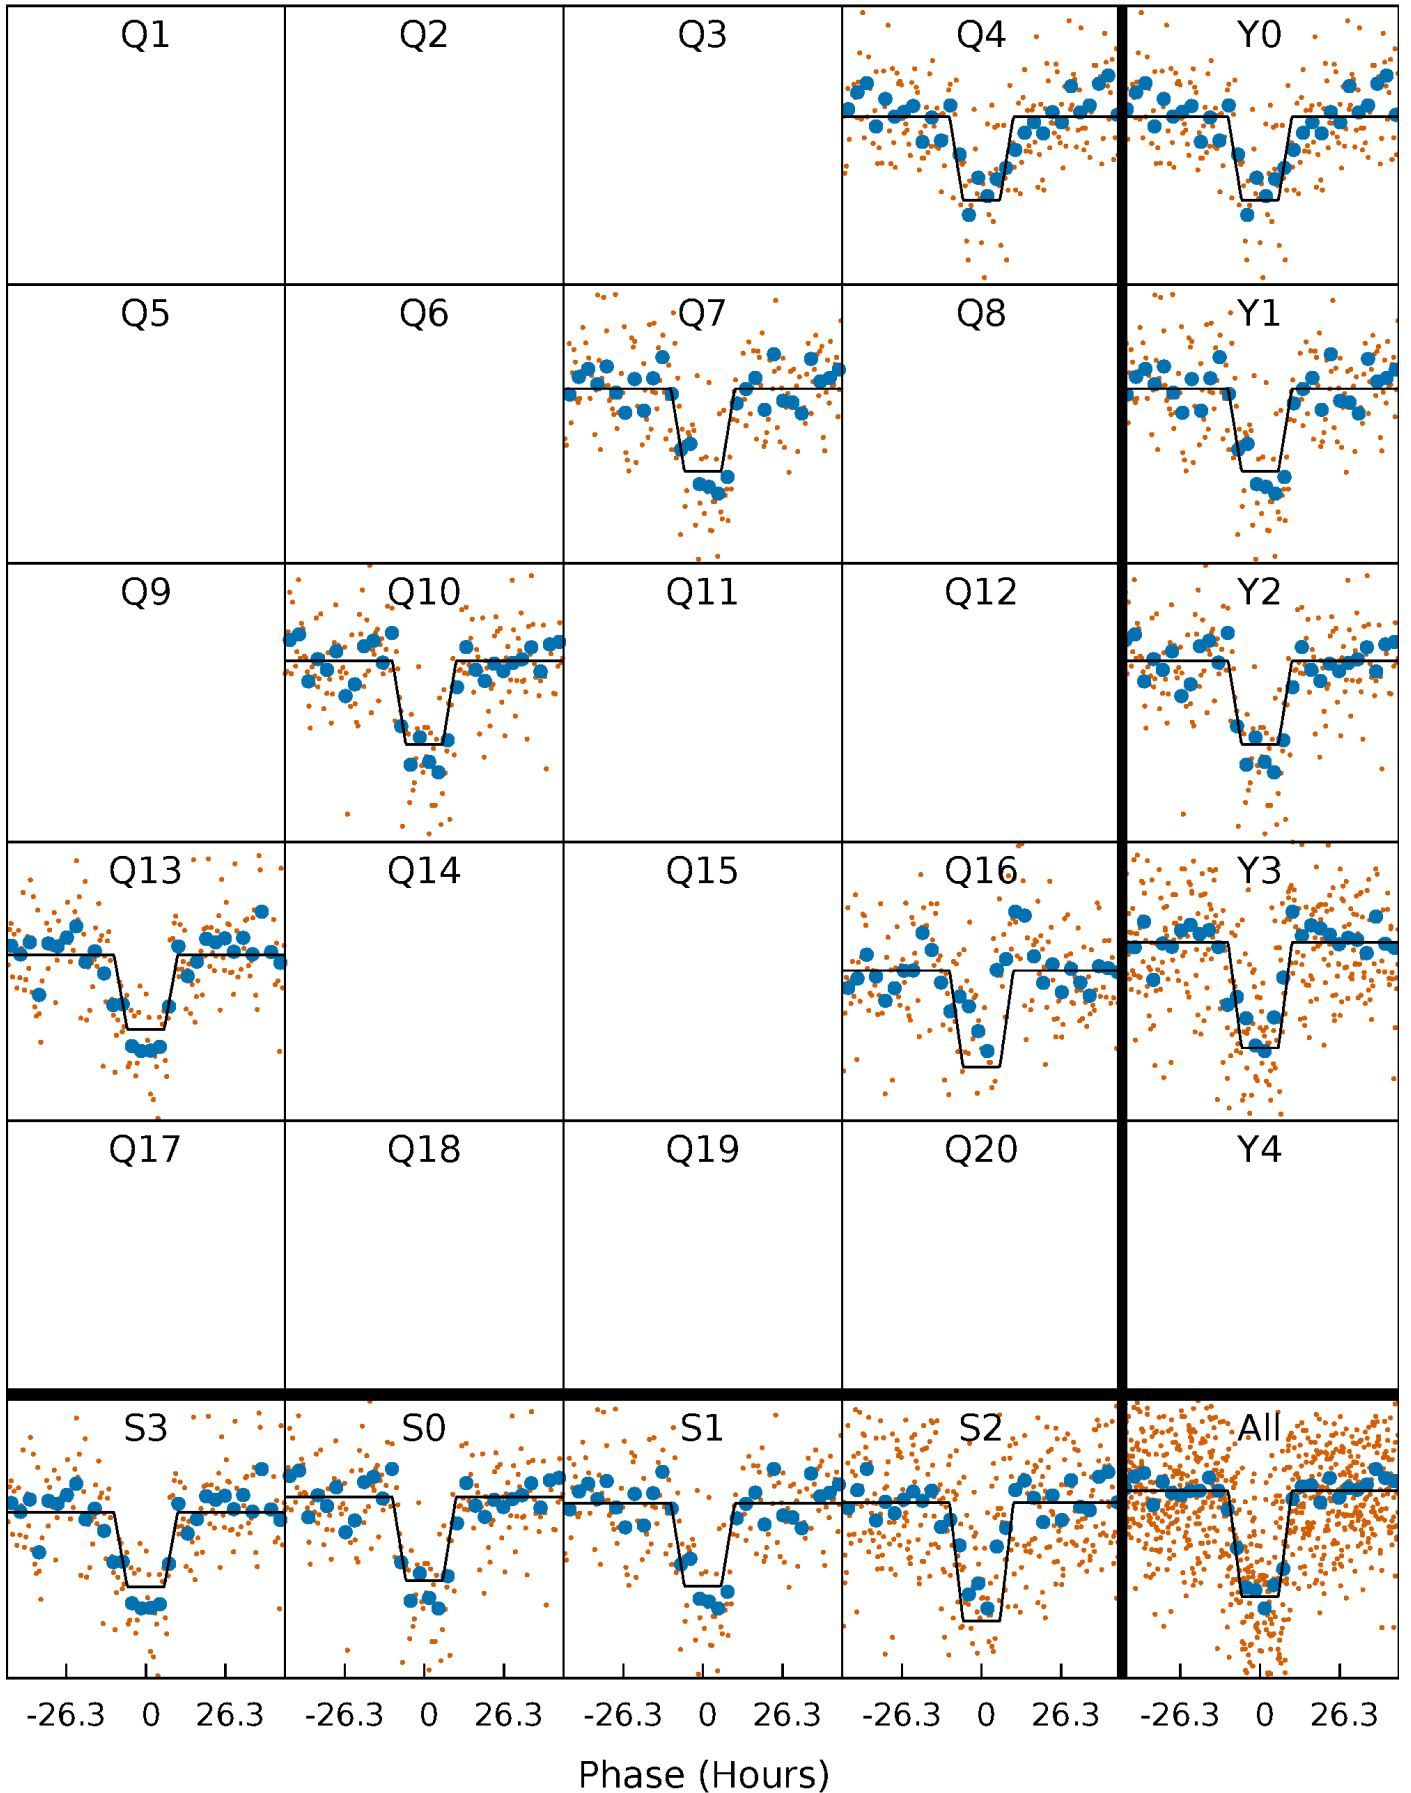 Q1 Q2 Q3 Q4 Y0
Q5 Q6 Q7 Q8 Y1
Q9 Q10 Q11 Q12 Y2
Q13 Q14 Q15 Q16 Y3
Q17 Q18 Q19 Q20 Y4
S3 S0 S1 S2 All
-26.3 0 26.3 -26.3 0 26.3 -26.3 0 26.3 -26.3 0 26.3 -26.3 0 26.3
Phase (Hours)